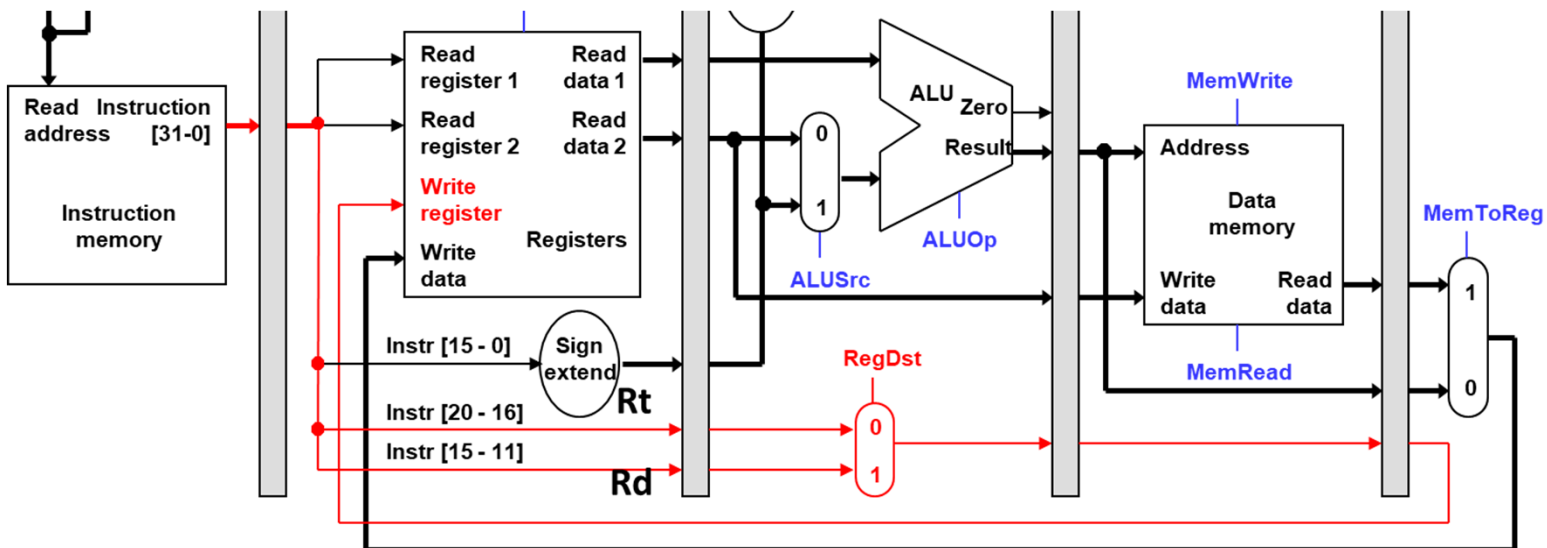 Read address
Instruction [31-0]
Instruction memory
Read register 1
Read data 1
Read register 2
Read data 2
Write register
Write data
Registers
Instr [15 - 0]
Sign extend
Rt
Instr [20 - 16]
Instr [15 - 11]
Rd
0
1
ALUSrc
ALU
Zero
Result
ALUOp
RegDst
0
1
MemWrite
Address
Data memory
Write data
Read data
MemRead
MemToReg
1
0